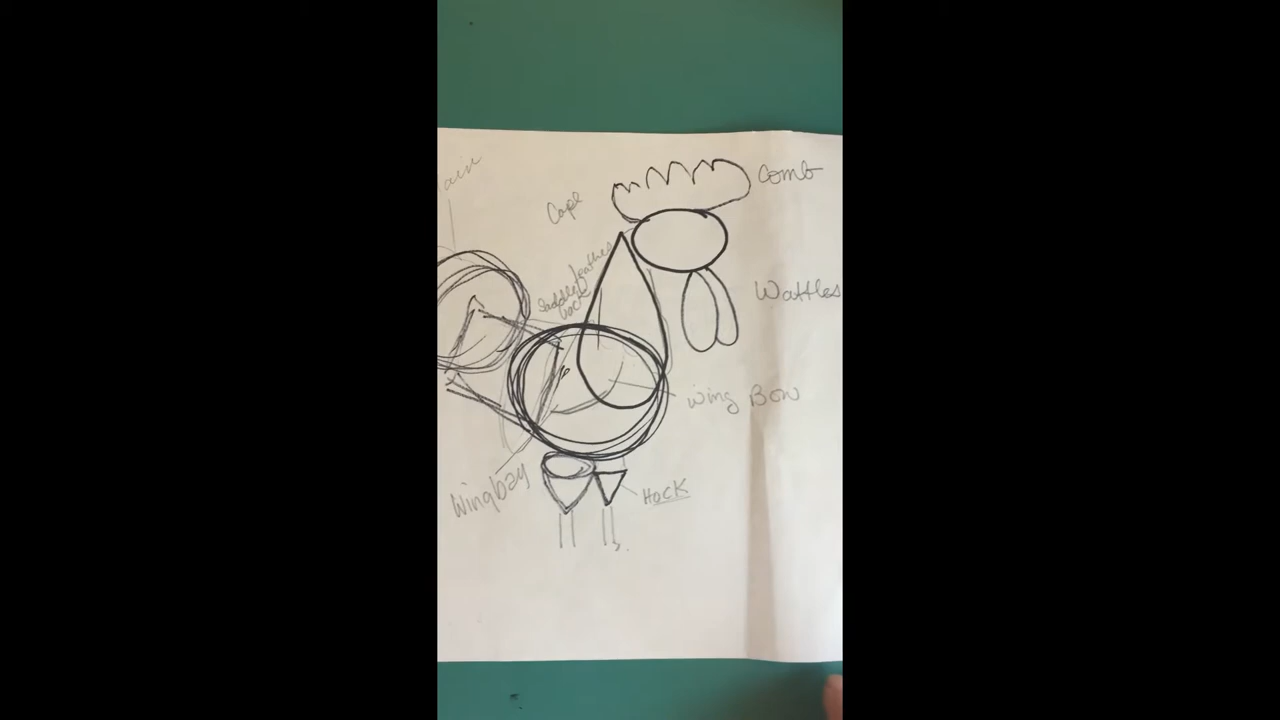 Comb
Cape
feathers
Saddle
Wattles
wing Bow
Wingbay
Hock